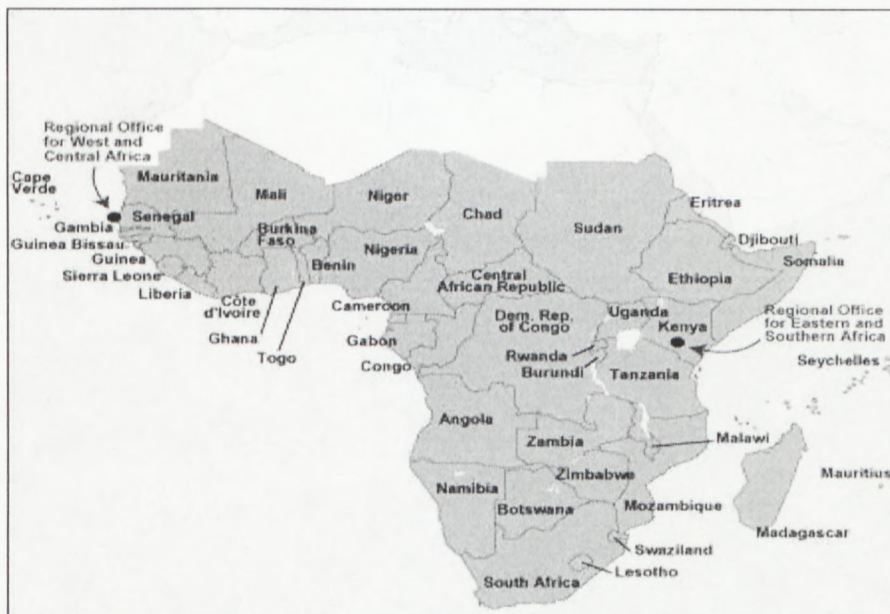 Regional Office
for West and
Central Africa
Cape
Verde
Mauritania
Mali
Niger
Chad
Sudan
Eritrea
Senegal
Gambia
Burkina
Faso
Djibouti
Guinea Bissau
Nigeria
Benin
Somalia
Guinea
Ethiopia
Sierra Leone
Central
African Republic
Liberia
Côte
d'Ivoire
Cameroon
Dem. Rep.
of Congo
Uganda
Kenya
Regional Office
for Eastern and
Southern Africa
Ghana
Gabon
Togo
Rwanda
Congo
Burundi
Tanzania
Seychelles
Angola
Zambia
Malawi
Zimbabwe
Mauritius
Namibia
Botswana
Mozambique
Madagascar
Swaziland
Lesotho
South Africa